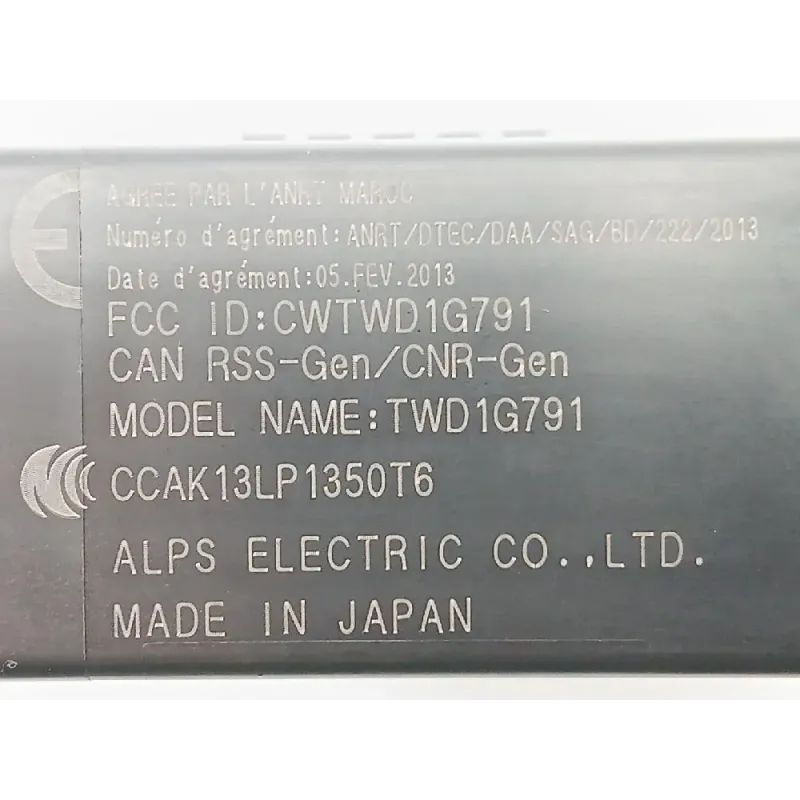 AGREE PAR L'ANRT MAROC
Numéro d'agrément: ANRT/DTEC/DAA/SAG/BD/222/2013
Date d'agrément:05.FEV.2013
FCC ID:CWTWD1G791
CAN RSS-Gen/CNR-Gen
MODEL NAME:TWD1G791
CCAK13LP1350T6
ALPS ELECTRIC CO.,LTD.
MADE IN JAPAN